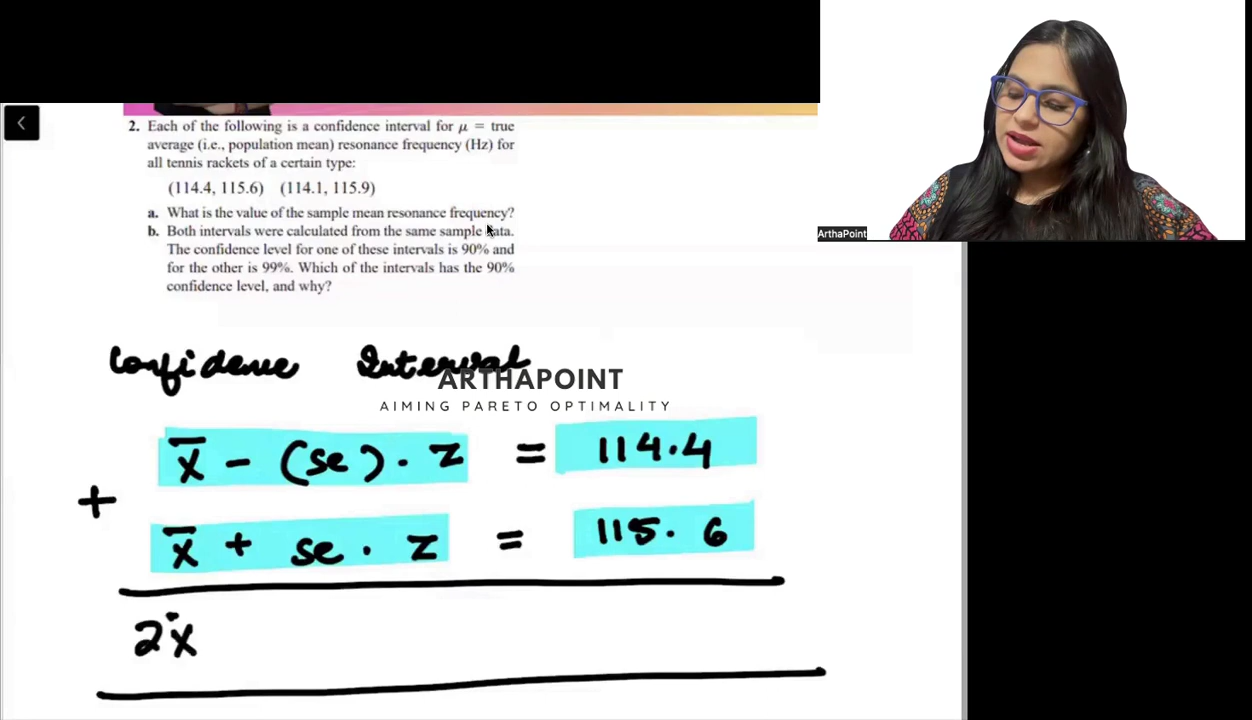 2. Each of the following is a confidence interval for μ = true
average (i.e., population mean) resonance frequency (Hz) for
all tennis rackets of a certain type:
(114.4, 115.6) (114.1, 115.9)
a. What is the value of the sample mean resonance frequency?
b. Both intervals were calculated from the same sample data.
The confidence level for one of these intervals is 90% and
for the other is 99%. Which of the intervals has the 90%
confidence level, and why?
ArthaPoint
Confidence Interval
ARTHAPOINT
AIMING PARETO OPTIMALITY
x̄ - (se) · z = 114.4
+
x̄ + se · z = 115.6
2x̄